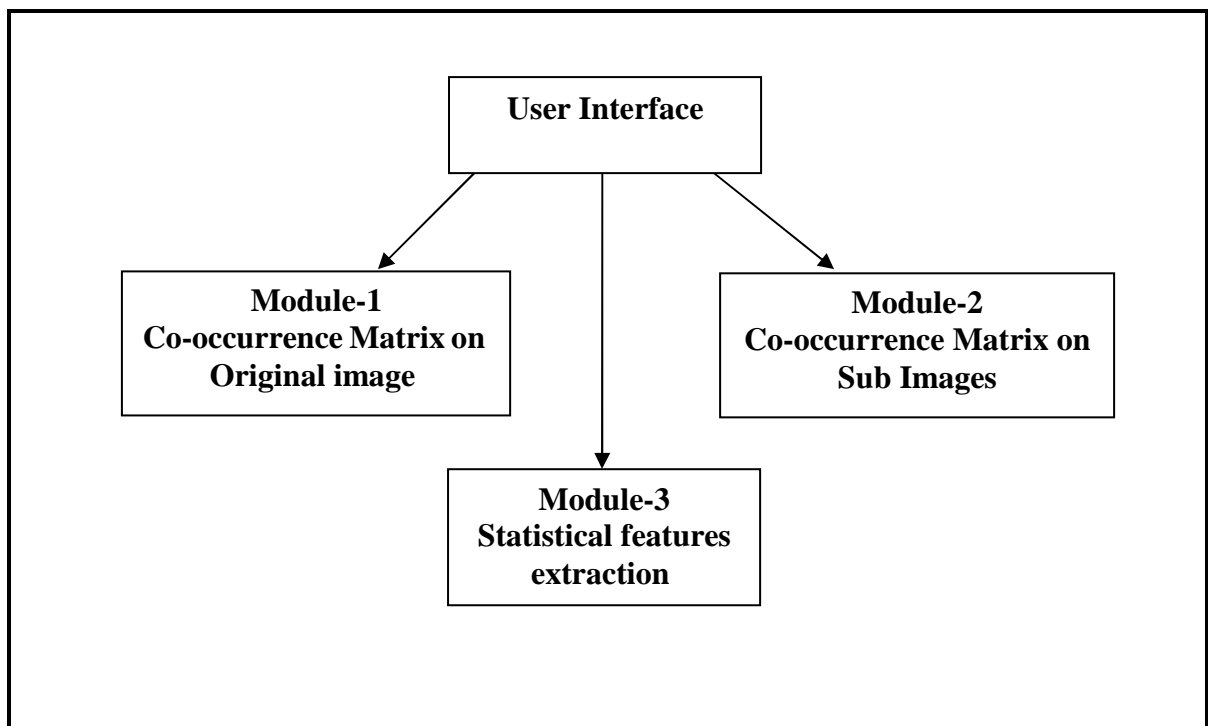 User Interface
Module-1
Co-occurrence Matrix on
Original image
Module-2
Co-occurrence Matrix on
Sub Images
Module-3
Statistical features
extraction